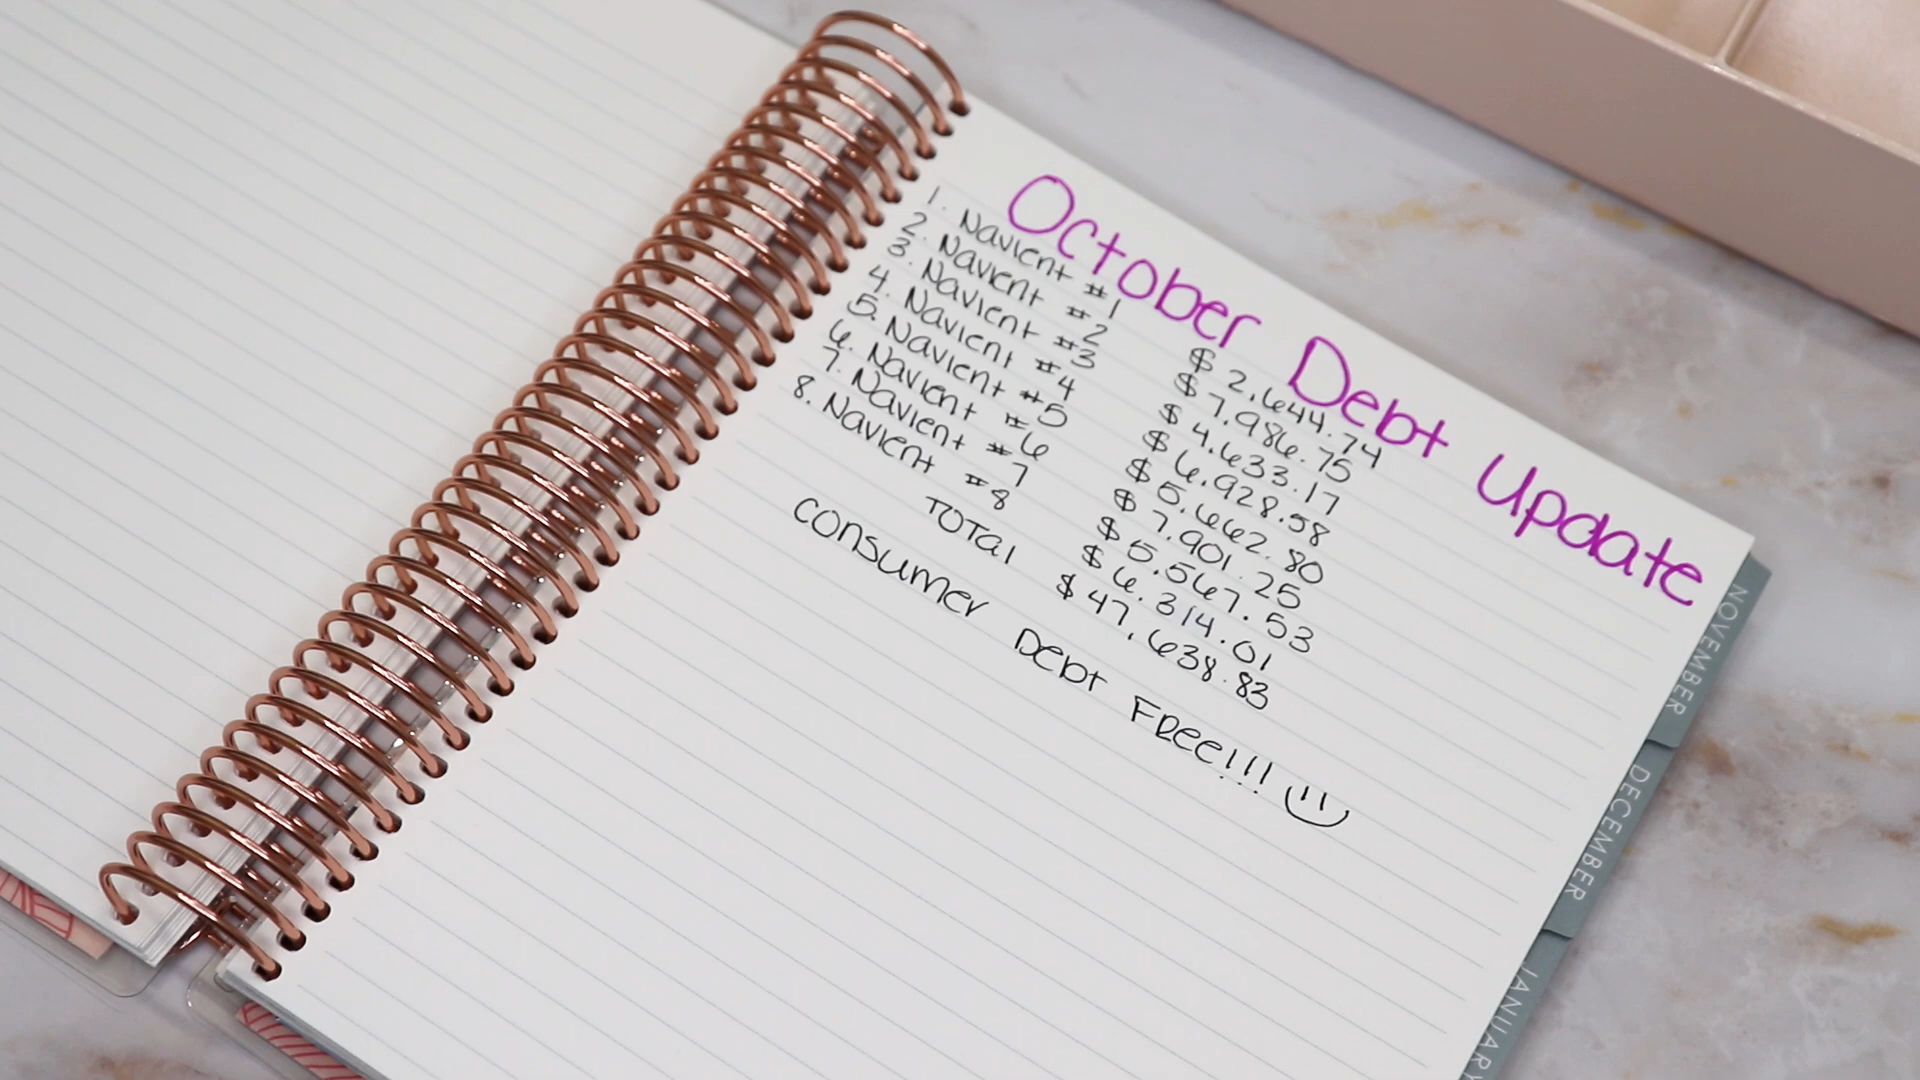 October Debt Update
1. Navient #1 $2,644.74
2. Navient #2 $7,986.75
3. Navient #3 $4,633.17
4. Navient #4 $6,928.58
5. Navient #5 $5,662.80
6. Navient #6 $7,901.25
7. Navient #7 $5,567.53
8. Navient #8 $6,314.01
TOTAL $47,638.83
CONSUMER DEBT FREE!!!
NOVEMBER
DECEMBER
JANUARY